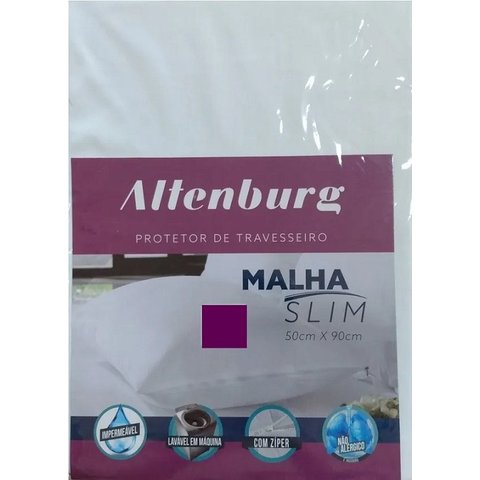 Altenburg
PROTETOR DE TRAVESSEIRO
MALHA
SLIM
50cm X 90cm
IMPERMEÁVEL
LAVÁVEL EM MÁQUINA
COM ZÍPER
NÃO
ALÉRGICO